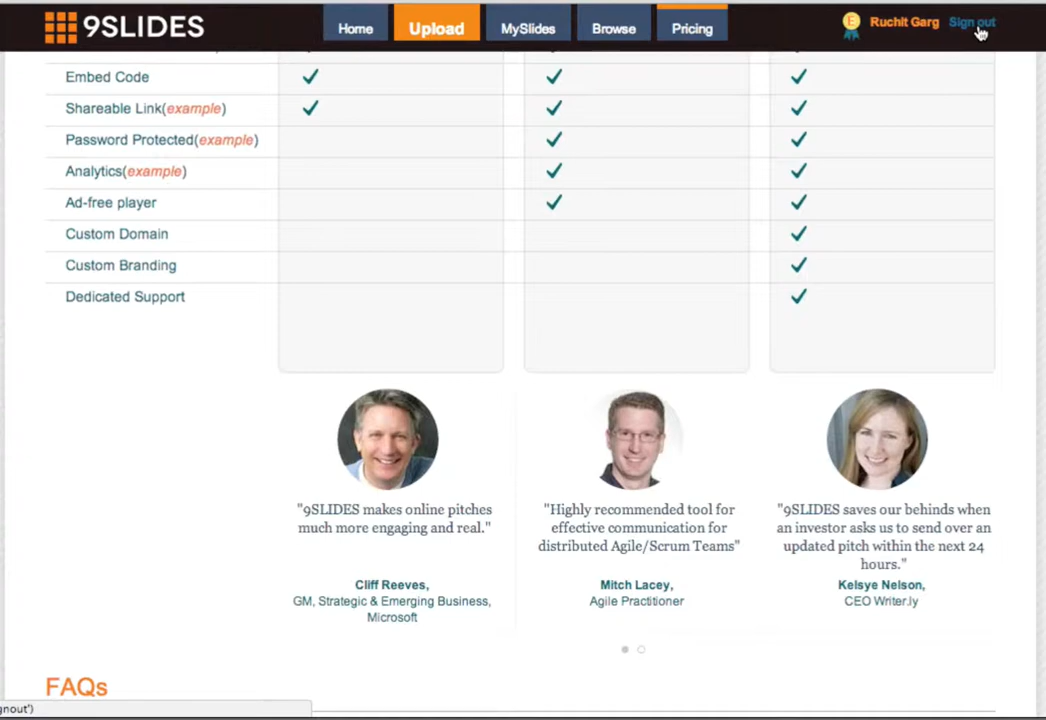 9SLIDES
Home
Upload
MySlides
Browse
Pricing
E
Ruchit Garg
Sign out
Embed Code
Shareable Link(example)
Password Protected(example)
Analytics(example)
Ad-free player
Custom Domain
Custom Branding
Dedicated Support
"9SLIDES makes online pitches
much more engaging and real."
Cliff Reeves,
GM, Strategic & Emerging Business,
Microsoft
"Highly recommended tool for
effective communication for
distributed Agile/Scrum Teams"
Mitch Lacey,
Agile Practitioner
"9SLIDES saves our behinds when
an investor asks us to send over an
updated pitch within the next 24
hours."
Kelsye Nelson,
CEO Writer.ly
FAQs
gnout')